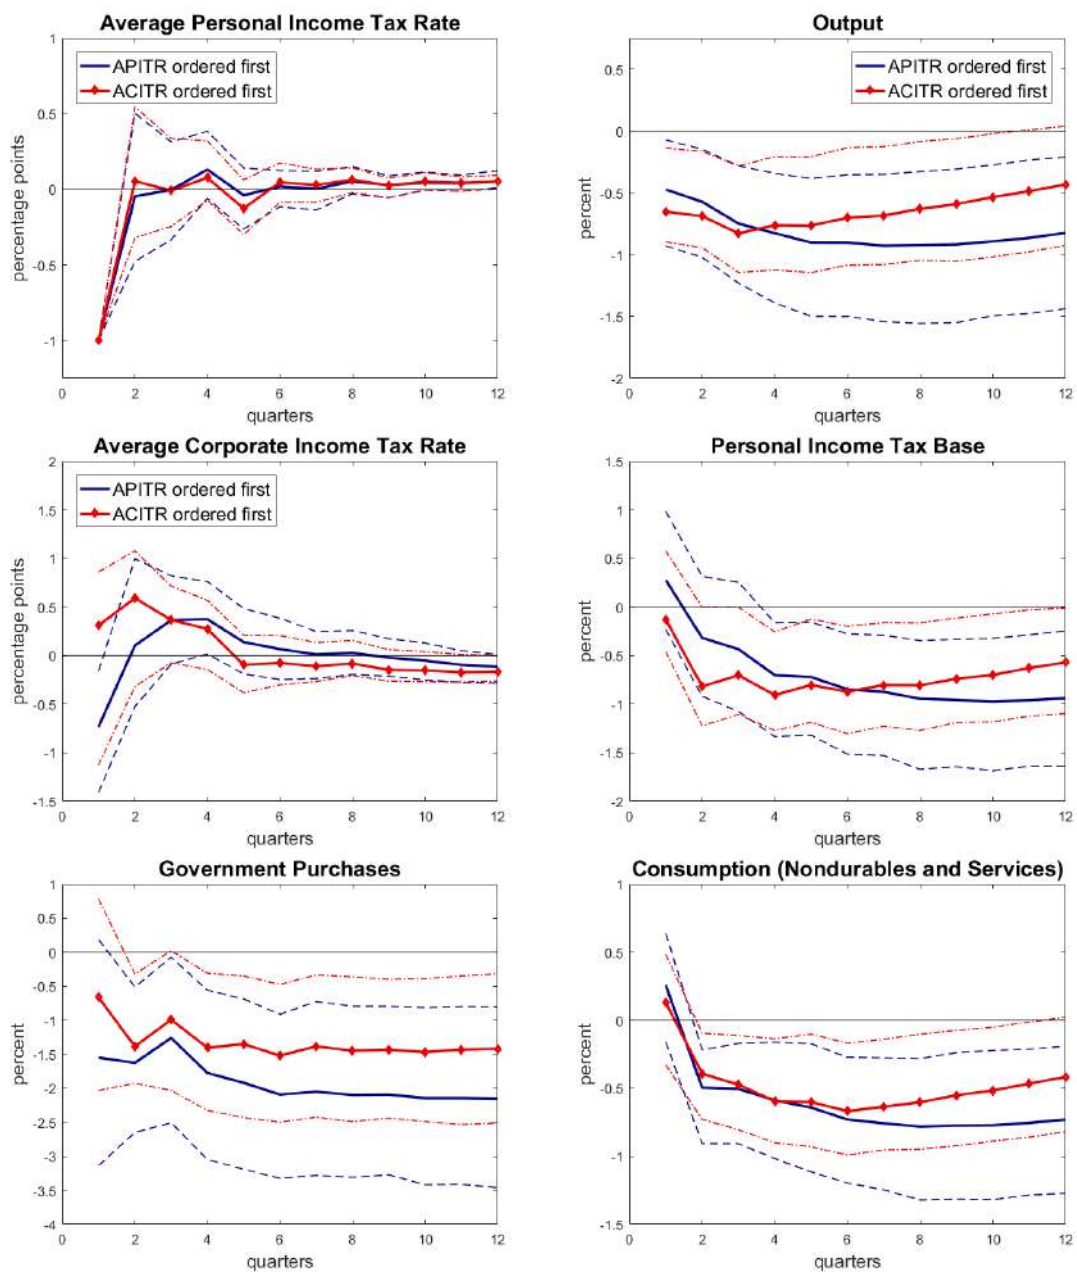 Average Personal Income Tax Rate
1
0.5
0
-0.5
-1
percentage points
APITR ordered first
ACITR ordered first
0 2 4 6 8 10 12
quarters
Output
0.5
0
-0.5
-1
-1.5
-2
percent
APITR ordered first
ACITR ordered first
0 2 4 6 8 10 12
quarters
Average Corporate Income Tax Rate
2
1.5
1
0.5
0
-0.5
-1
-1.5
percentage points
APITR ordered first
ACITR ordered first
0 2 4 6 8 10 12
quarters
Personal Income Tax Base
1.5
1
0.5
0
-0.5
-1
-1.5
-2
percent
0 2 4 6 8 10 12
quarters
Government Purchases
1
0.5
0
-0.5
-1
-1.5
-2
-2.5
-3
-3.5
-4
percent
0 2 4 6 8 10 12
quarters
Consumption (Nondurables and Services)
1
0.5
0
-0.5
-1
-1.5
percent
0 2 4 6 8 10 12
quarters